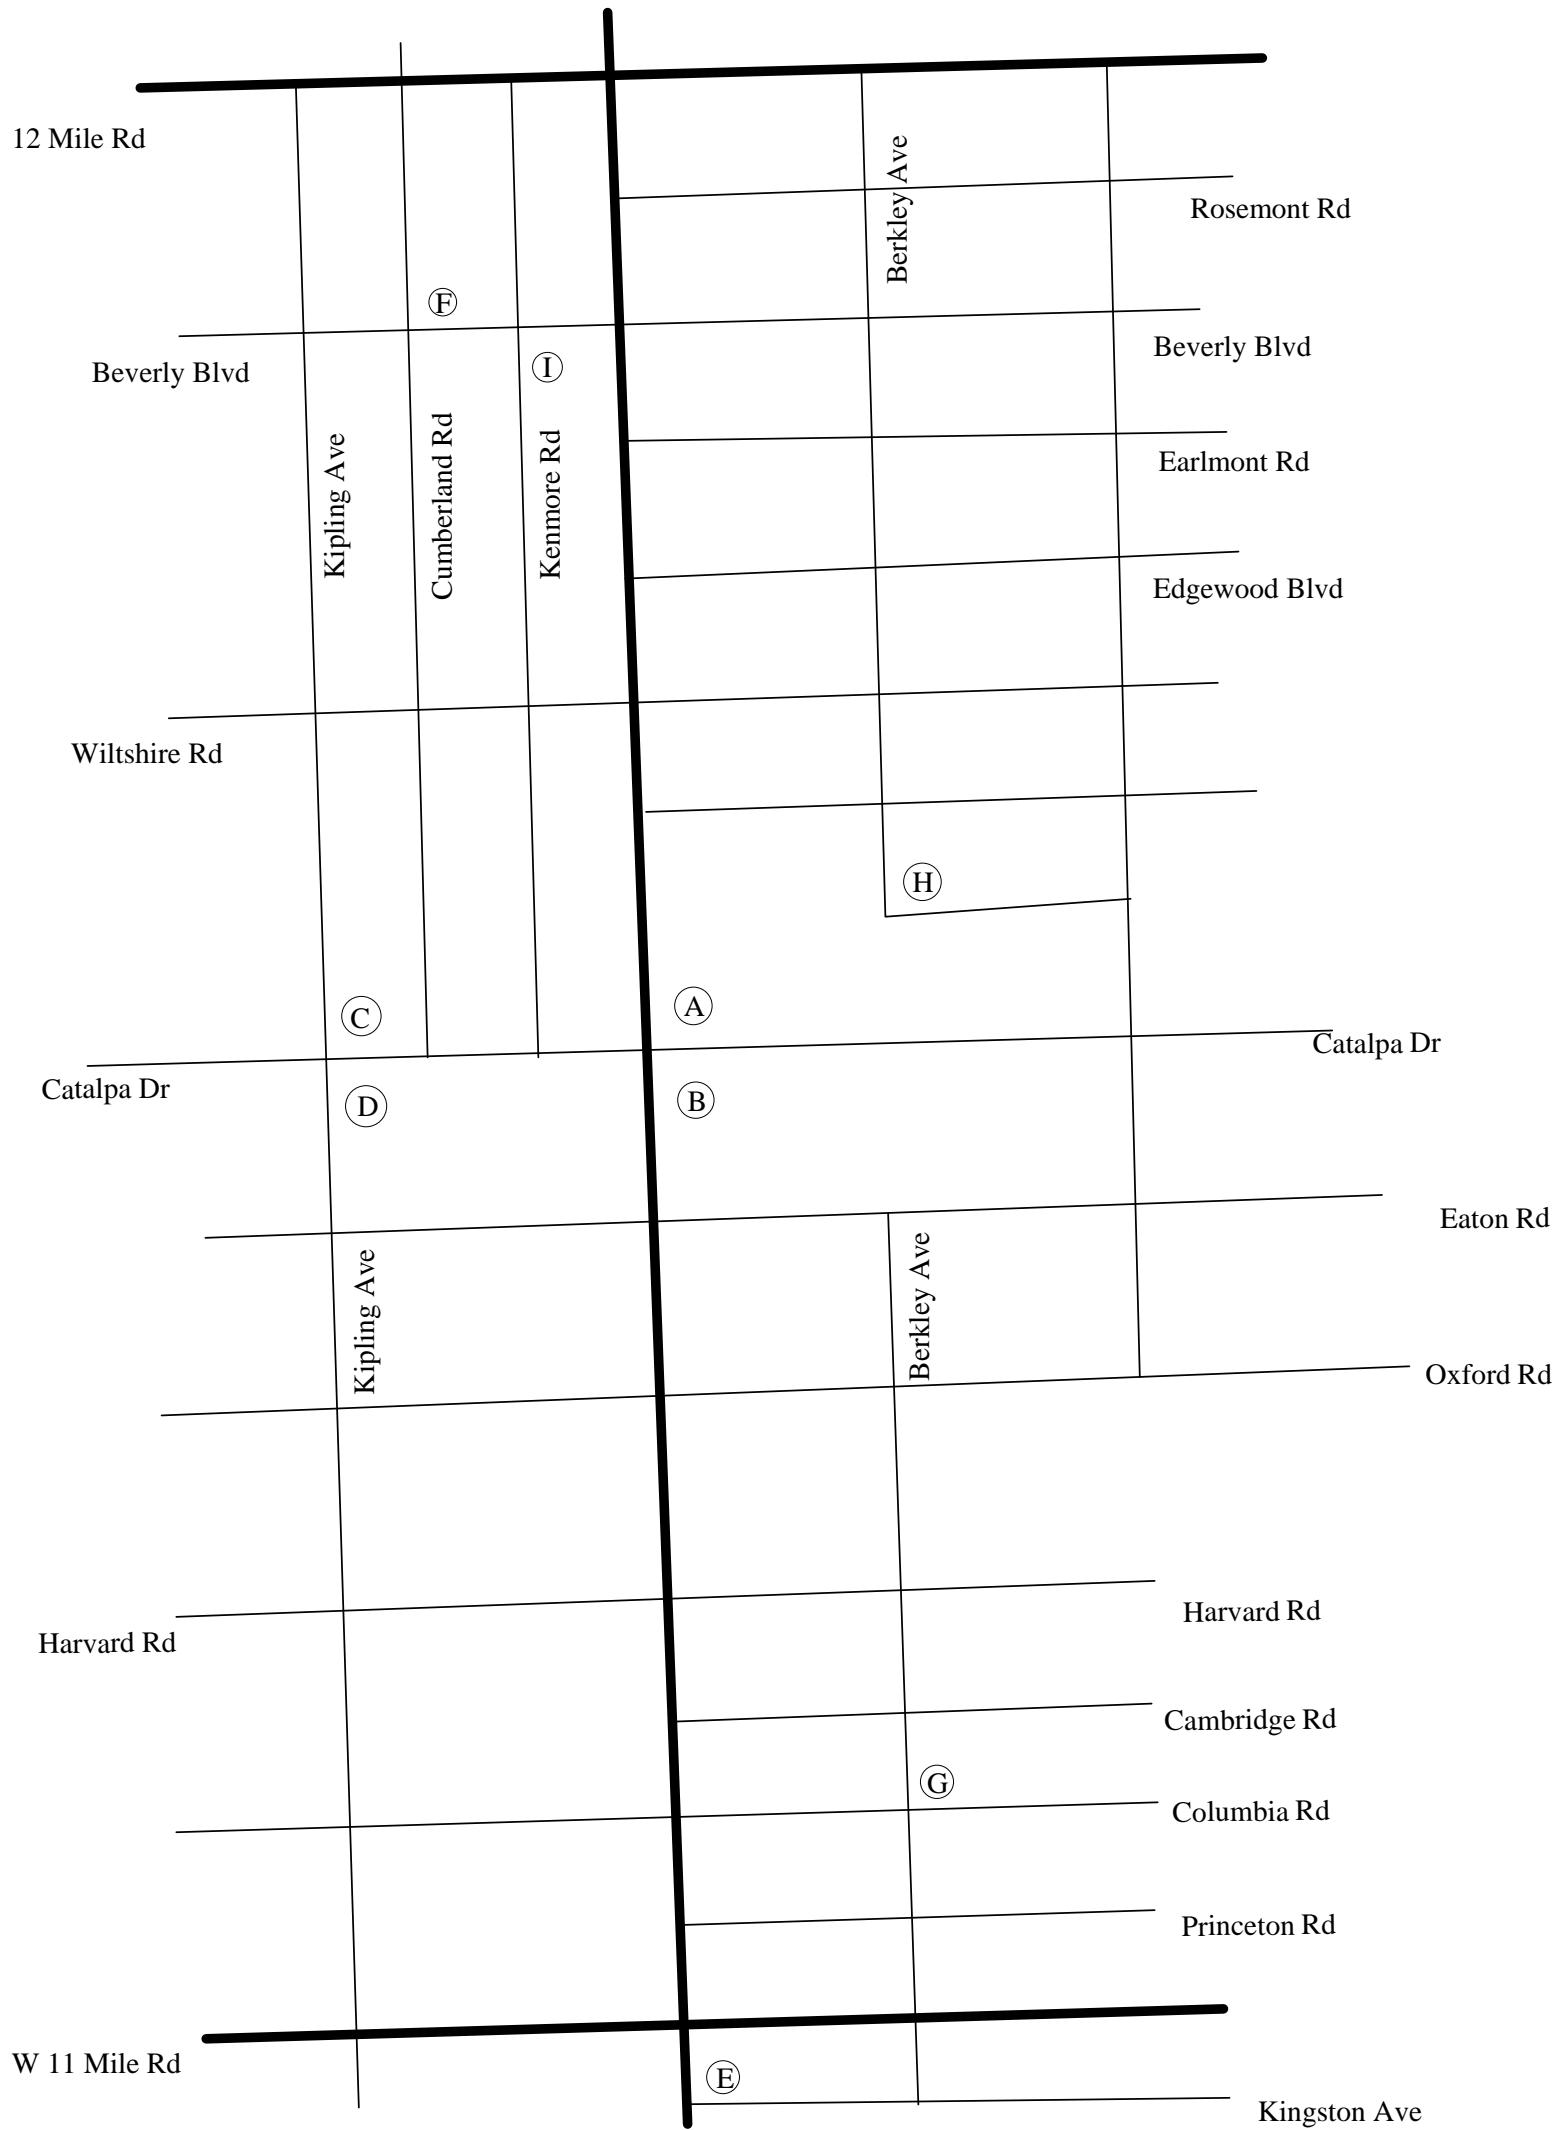 12 Mile Rd
Berkley Ave
Rosemont Rd
F
Beverly Blvd
Beverly Blvd
I
Kipling Ave
Cumberland Rd
Kenmore Rd
Earlmont Rd
Edgewood Blvd
Wiltshire Rd
H
C
A
Catalpa Dr
Catalpa Dr
D
B
Eaton Rd
Kipling Ave
Berkley Ave
Oxford Rd
Harvard Rd
Harvard Rd
Cambridge Rd
G
Columbia Rd
Princeton Rd
W 11 Mile Rd
E
Kingston Ave